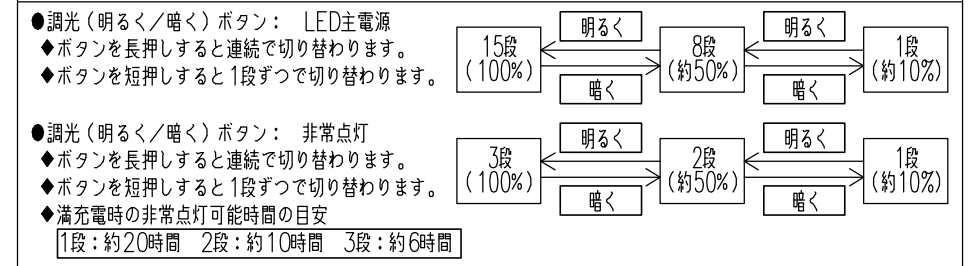 ●調光(明るく/暗く)ボタン: LED主電源
◆ボタンを長押しすると連続で切り替わります。
◆ボタンを短押しすると1段ずつで切り替わります。
15段
(100%)
明るく
暗く
8段
(約50%)
明るく
暗く
1段
(約10%)
●調光(明るく/暗く)ボタン: 非常点灯
◆ボタンを長押しすると連続で切り替わります。
◆ボタンを短押しすると1段ずつで切り替わります。
◆満充電時の非常点灯可能時間の目安
1段:約20時間 2段:約10時間 3段:約6時間
3段
(100%)
明るく
暗く
2段
(約50%)
明るく
暗く
1段
(約10%)